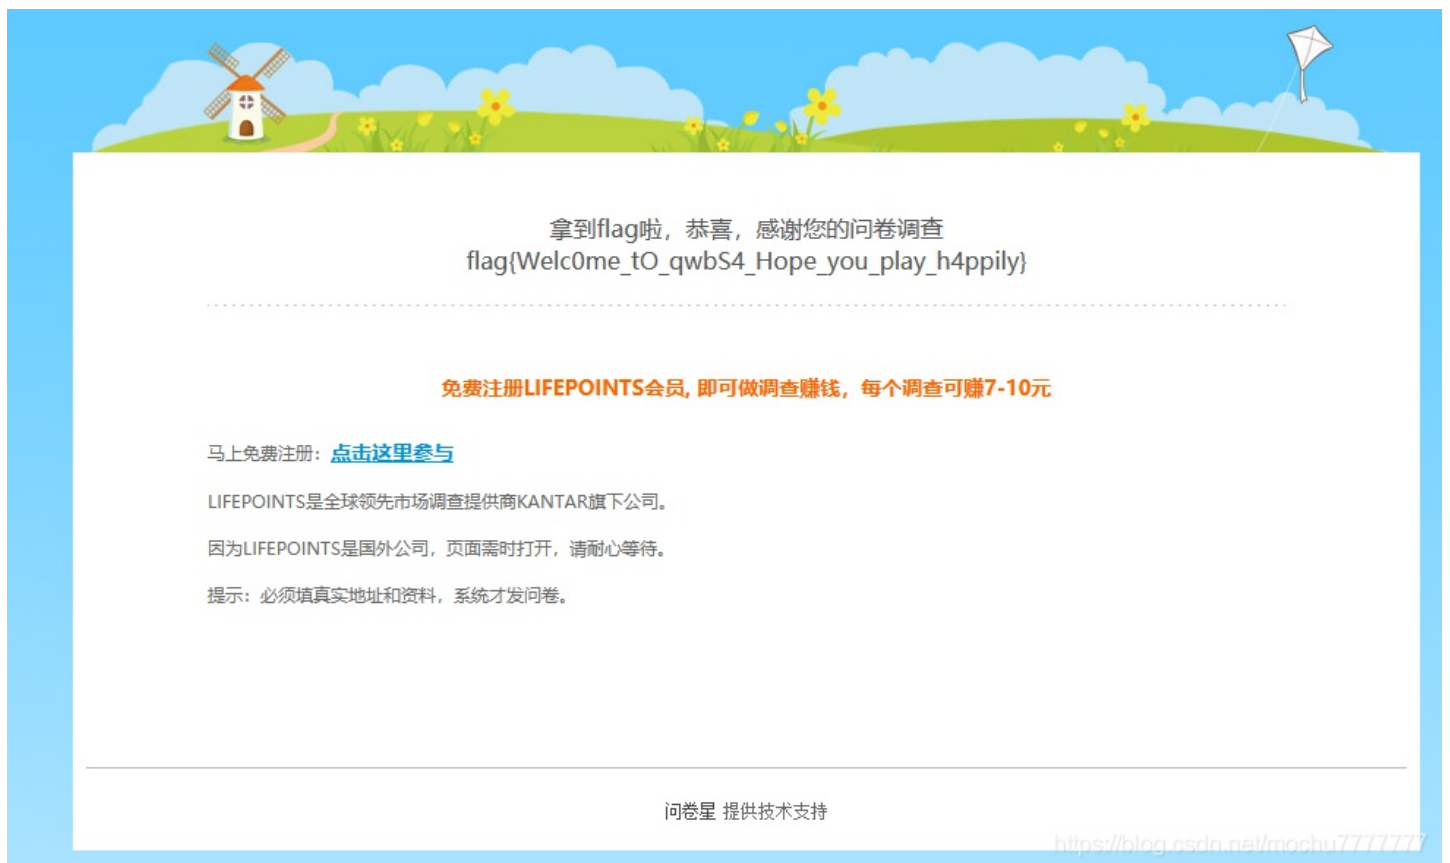 拿到flag啦，恭喜，感谢您的问卷调查
flag{Welc0me_tO_qwbS4_Hope_you_play_h4ppily}
免费注册LIFEPOINTS会员, 即可做调查赚钱，每个调查可赚7-10元
马上免费注册：点击这里参与
LIFEPOINTS是全球领先市场调查提供商KANTAR旗下公司。
因为LIFEPOINTS是国外公司，页面需时打开，请耐心等待。
提示：必须填真实地址和资料，系统才发问卷。
问卷星 提供技术支持
https://blog.csdn.net/mochu7777777